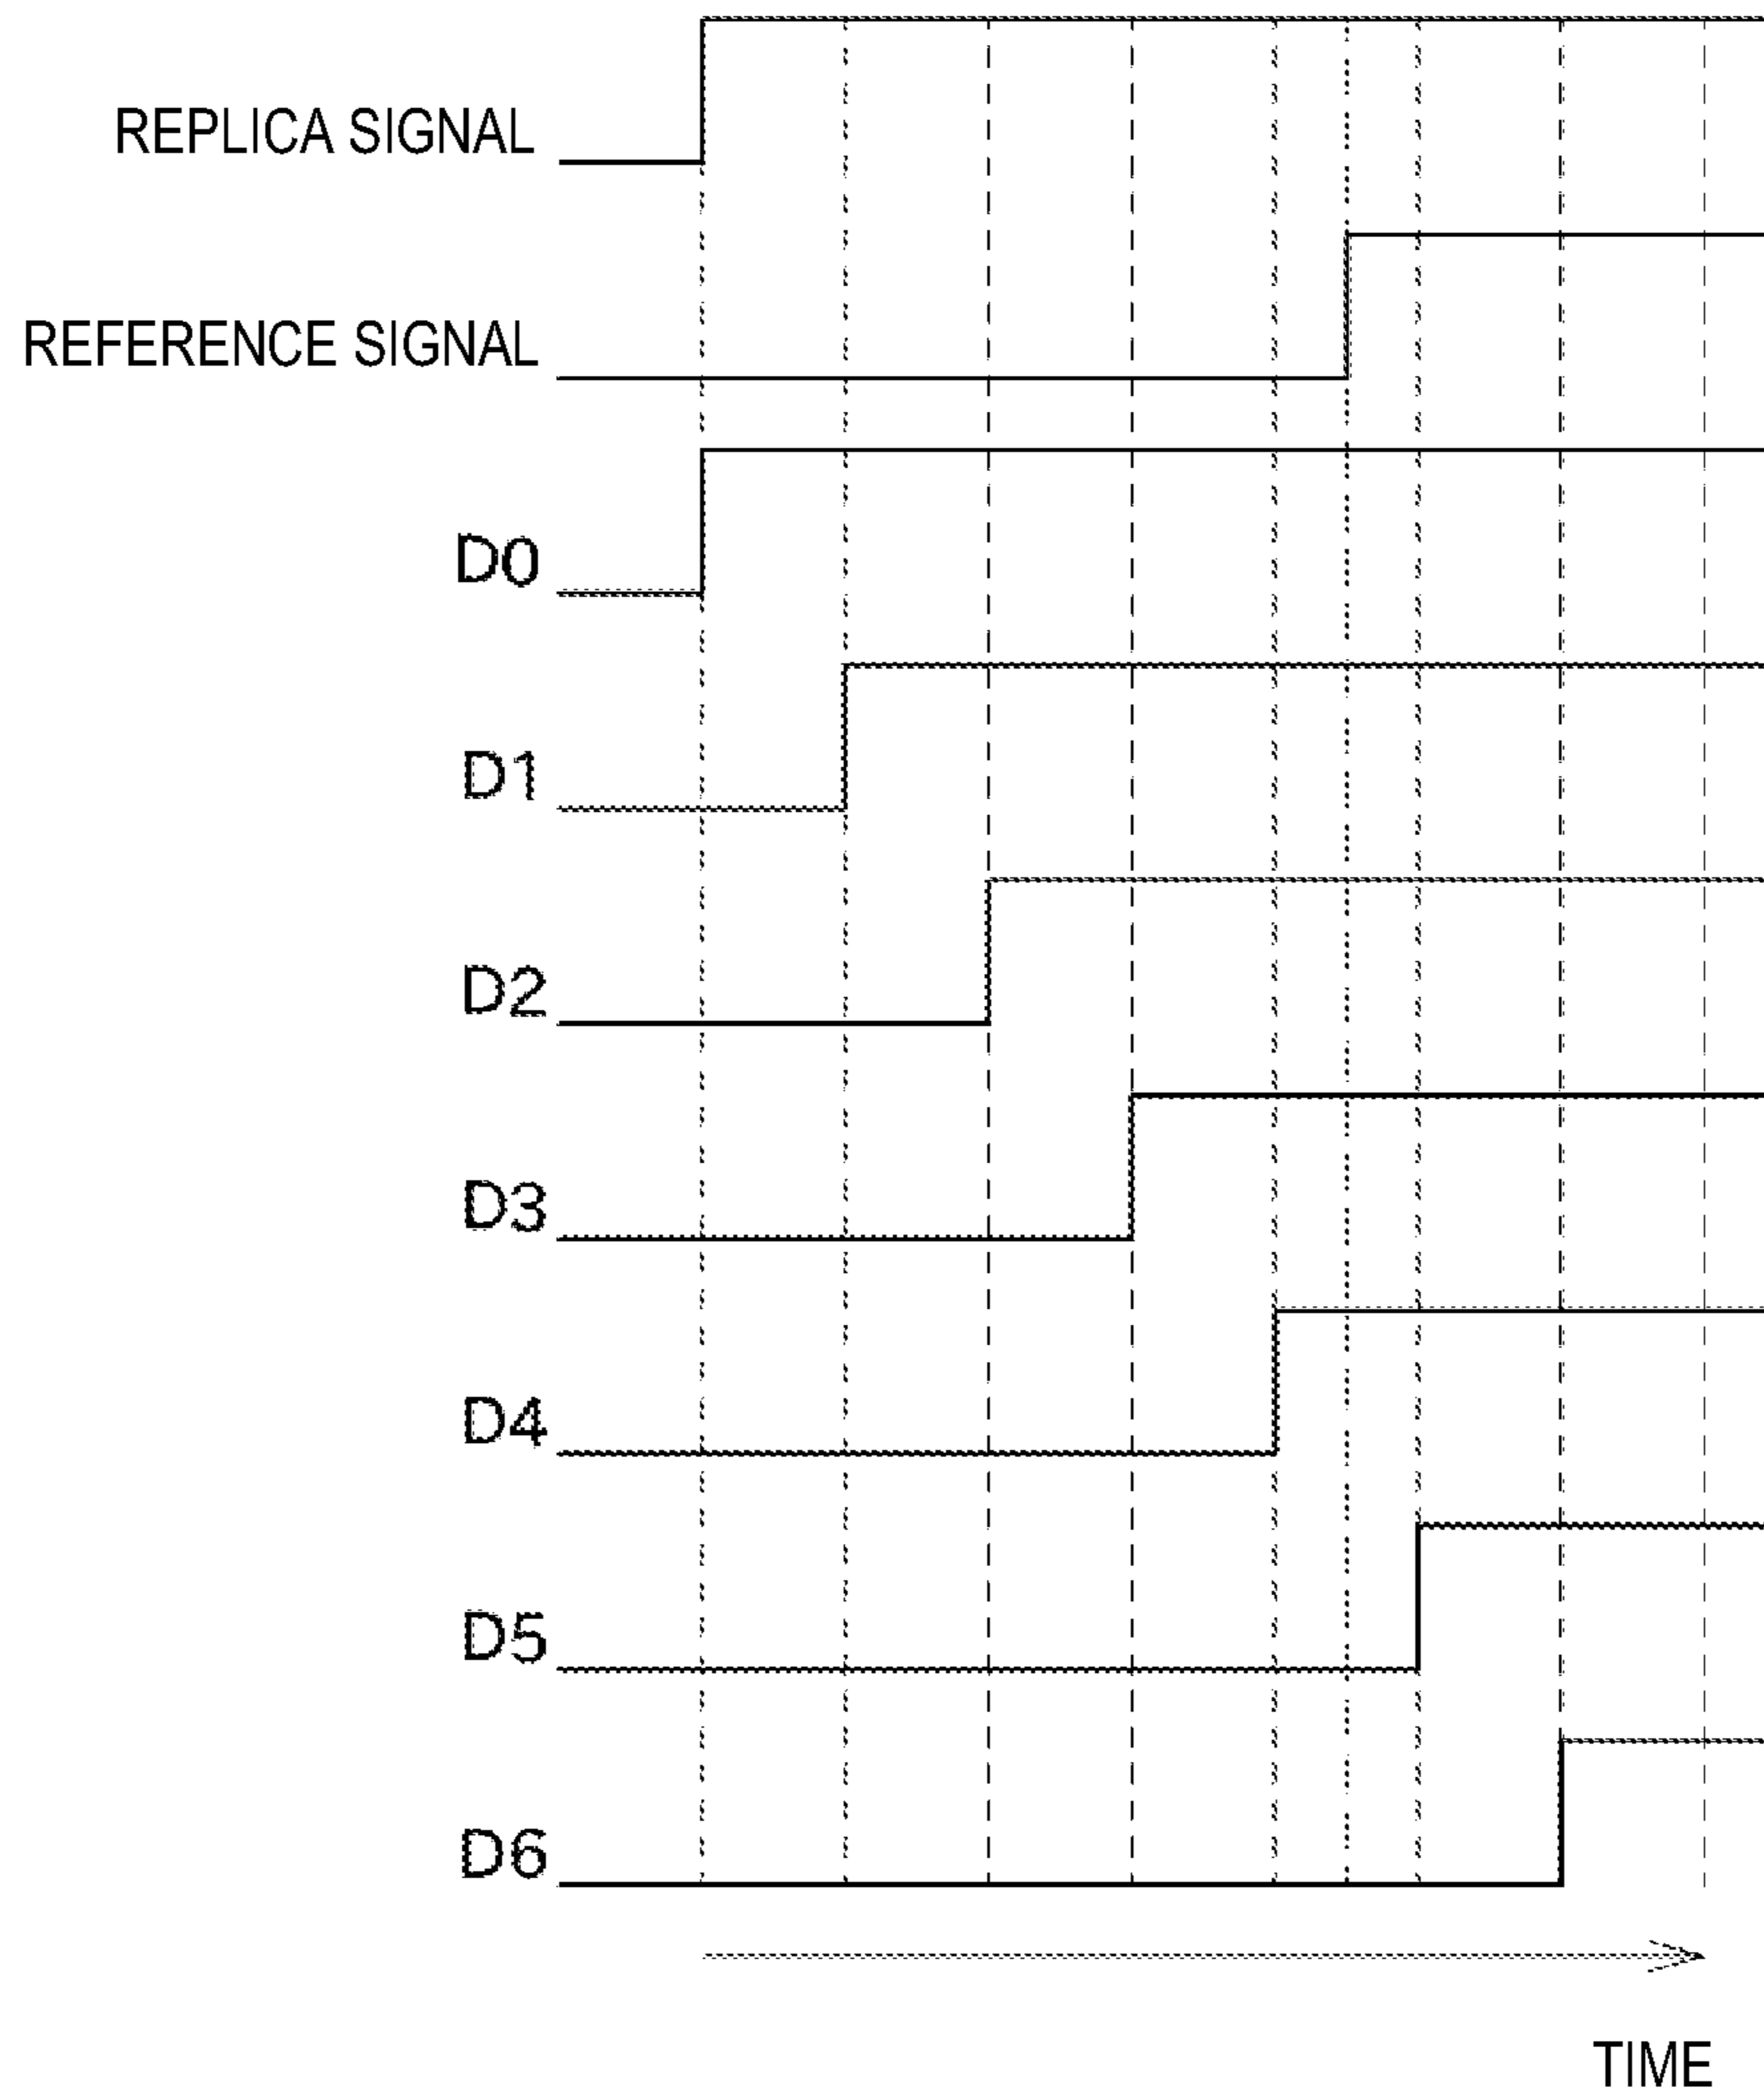 REPLICA SIGNAL
REFERENCE SIGNAL
D0
D1
D2
D3
D4
D5
D6
TIME